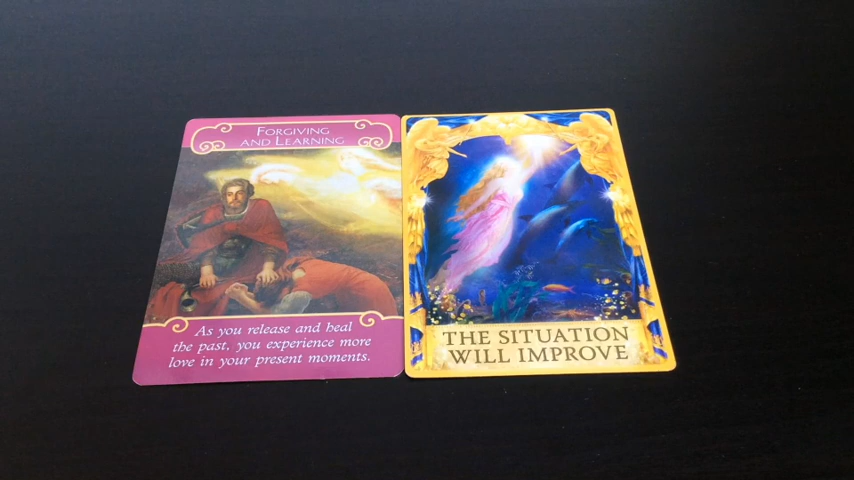 Forgiving
and Learning
As you release and heal
the past, you experience more
love in your present moments.
THE SITUATION
WILL IMPROVE